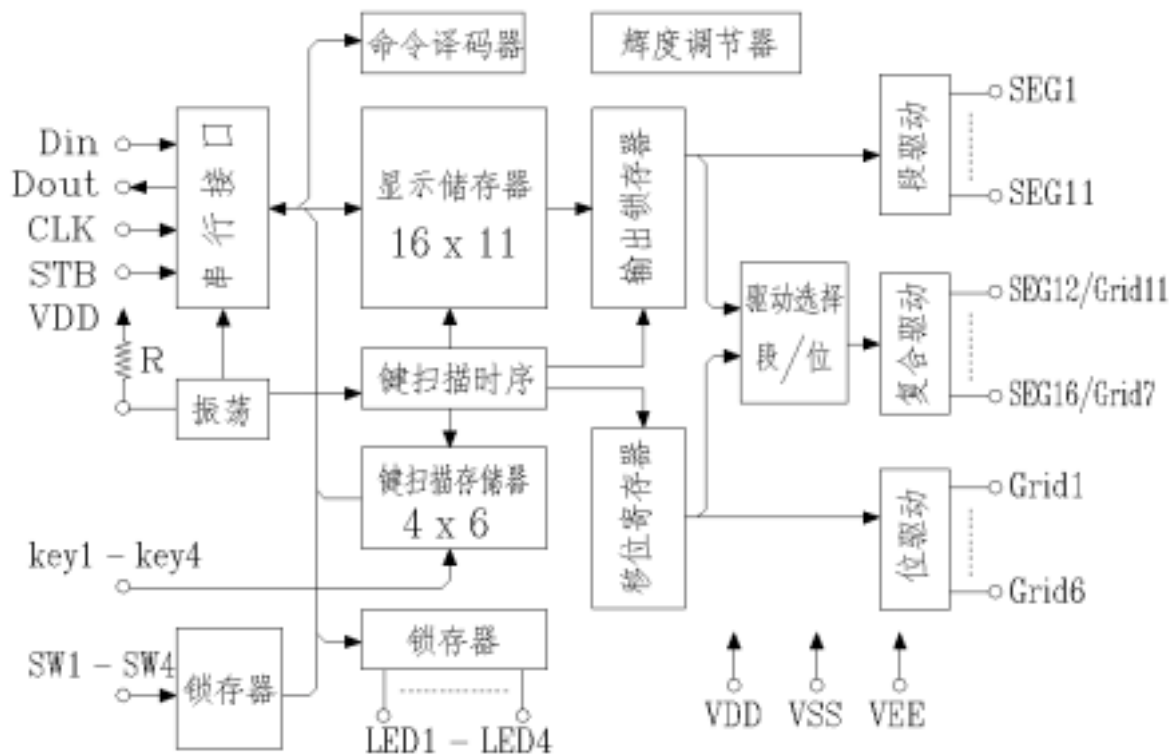 命令译码器
辉度调节器
Din
Dout
CLK
STB
VDD
R
串行接口
显示储存器
16 x 11
输出锁存器
段驱动
SEG1
SEG11
驱动选择
段/位
复合驱动
SEG12/Grid11
SEG16/Grid7
振荡
键扫描时序
键扫描存储器
4 x 6
移位寄存器
位驱动
Grid1
Grid6
key1 - key4
SW1 - SW4
锁存器
锁存器
LED1 - LED4
VDD
VSS
VEE